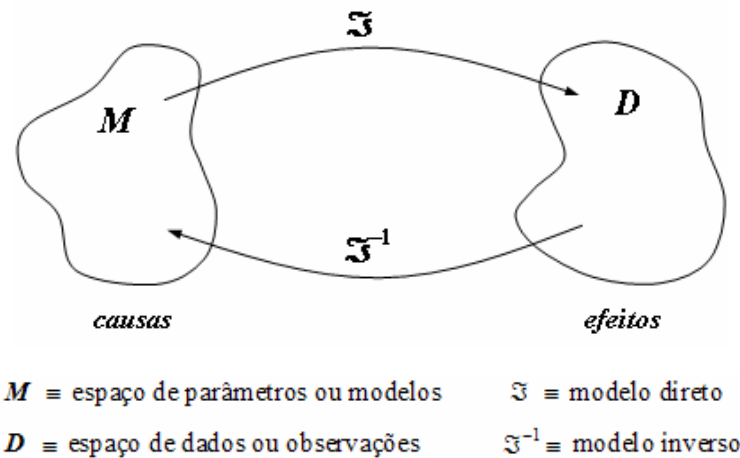 ℑ
M
D
ℑ⁻¹
causas
efeitos
M ≡ espaço de parâmetros ou modelos
ℑ ≡ modelo direto
D ≡ espaço de dados ou observações
ℑ⁻¹ ≡ modelo inverso